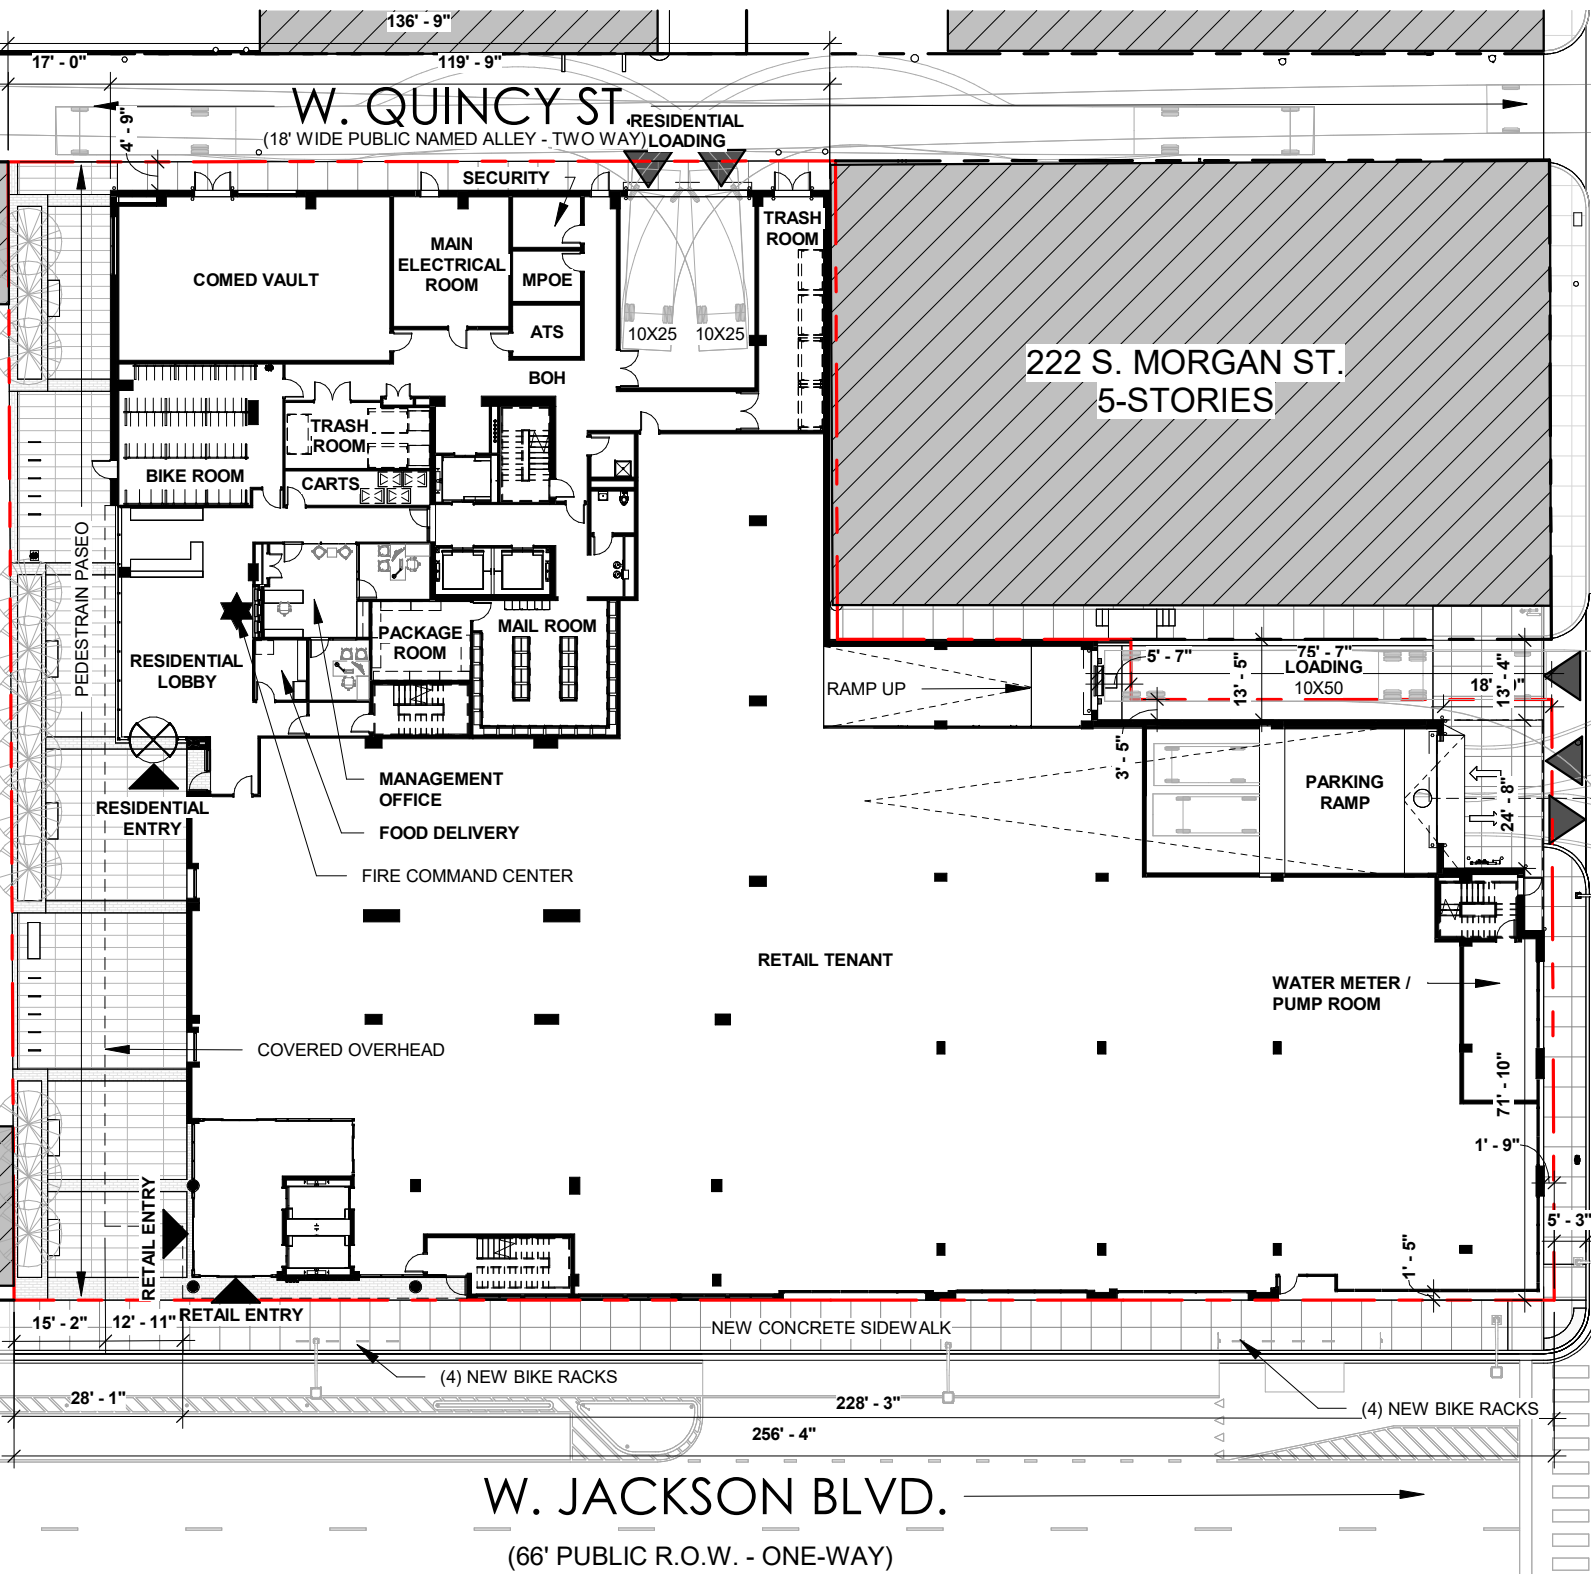 136' - 9"
17' - 0"
119' - 9"
W. QUINCY ST.
(18' WIDE PUBLIC NAMED ALLEY - TWO WAY)
4' - 9"
RESIDENTIAL
LOADING
SECURITY
TRASH
ROOM
MAIN
ELECTRICAL
ROOM
COMED VAULT
MPOE
ATS
10X25
10X25
BOH
222 S. MORGAN ST.
5-STORIES
TRASH
ROOM
BIKE ROOM
CARTS
PEDESTRAIN PASEO
PACKAGE
ROOM
MAIL ROOM
RESIDENTIAL
LOBBY
RAMP UP
5' - 7"
13' - 5"
75' - 7"
LOADING
10X50
13' - 4"
3' - 5"
MANAGEMENT
OFFICE
RESIDENTIAL
ENTRY
FOOD DELIVERY
FIRE COMMAND CENTER
PARKING
RAMP
24' - 8"
RETAIL TENANT
WATER METER /
PUMP ROOM
COVERED OVERHEAD
71' - 10"
1' - 9"
5' - 3"
1' - 5"
RETAIL ENTRY
RETAIL ENTRY
15' - 2"
12' - 11"
NEW CONCRETE SIDEWALK
(4) NEW BIKE RACKS
(4) NEW BIKE RACKS
28' - 1"
228' - 3"
256' - 4"
W. JACKSON BLVD.
(66' PUBLIC R.O.W. - ONE-WAY)